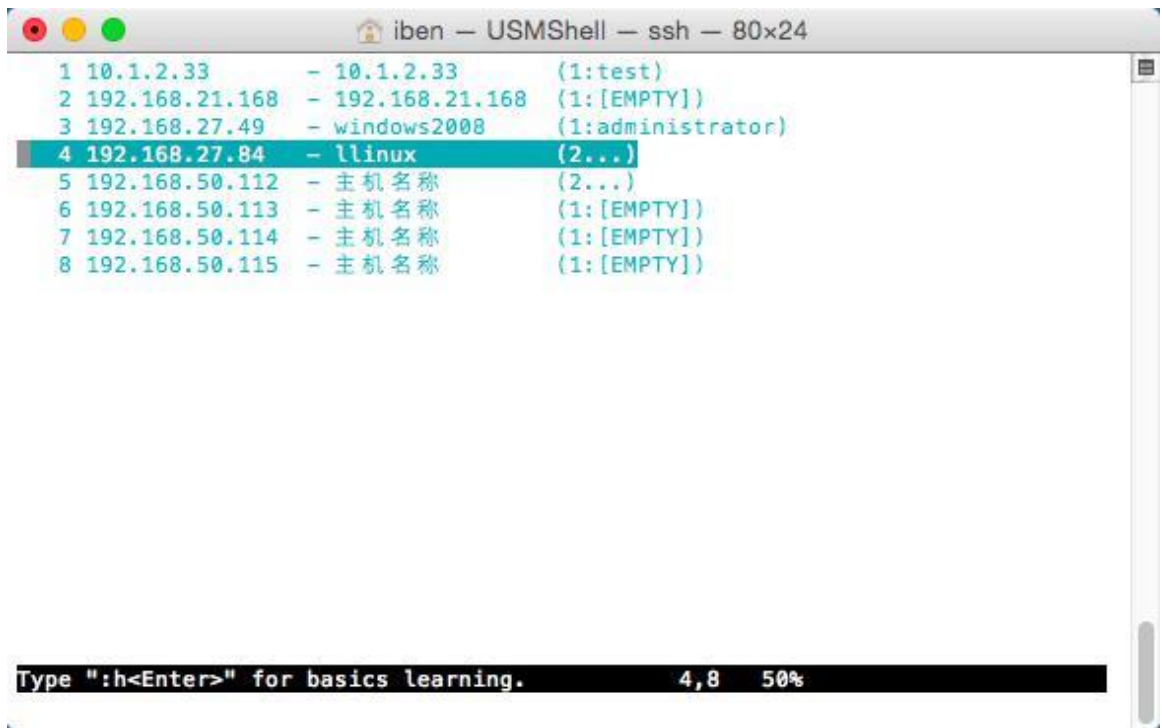 iben — USMShell — ssh — 80×24
1 10.1.2.33 – 10.1.2.33 (1:test)
2 192.168.21.168 – 192.168.21.168 (1:[EMPTY])
3 192.168.27.49 – windows2008 (1:administrator)
4 192.168.27.84 – llinux (2...)
5 192.168.50.112 – 主机名称 (2...)
6 192.168.50.113 – 主机名称 (1:[EMPTY])
7 192.168.50.114 – 主机名称 (1:[EMPTY])
8 192.168.50.115 – 主机名称 (1:[EMPTY])
Type ":h<Enter>" for basics learning. 4,8 50%